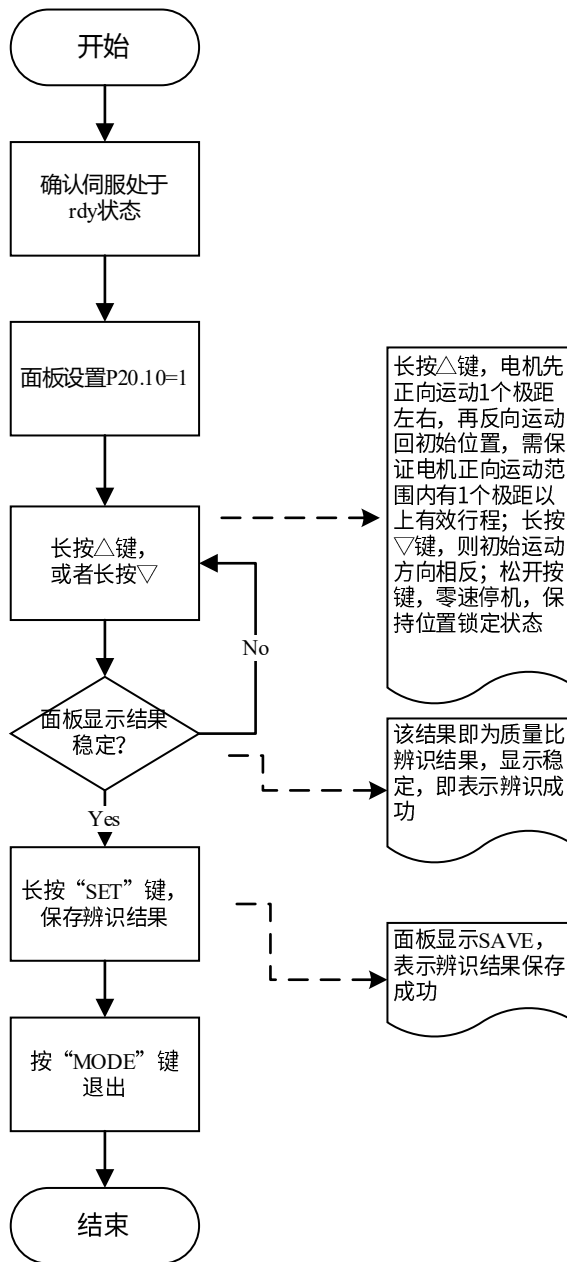 开始
确认伺服处于
rdy状态
面板设置P20.10=1
长按△键，
或者长按▽
No
面板显示结果
稳定？
Yes
长按“SET”键，
保存辨识结果
按“MODE”键
退出
结束
长按△键，电机先
正向运动1个极距
左右，再反向运动
回初始位置，需保
证电机正向运动范
围内有1个极距以
上有效行程；长按
▽键，则初始运动
方向相反；松开按
键，零速停机，保
持位置锁定状态
该结果即为质量比
辨识结果，显示稳
定，即表示辨识成
功
面板显示SAVE，
表示辨识结果保存
成功